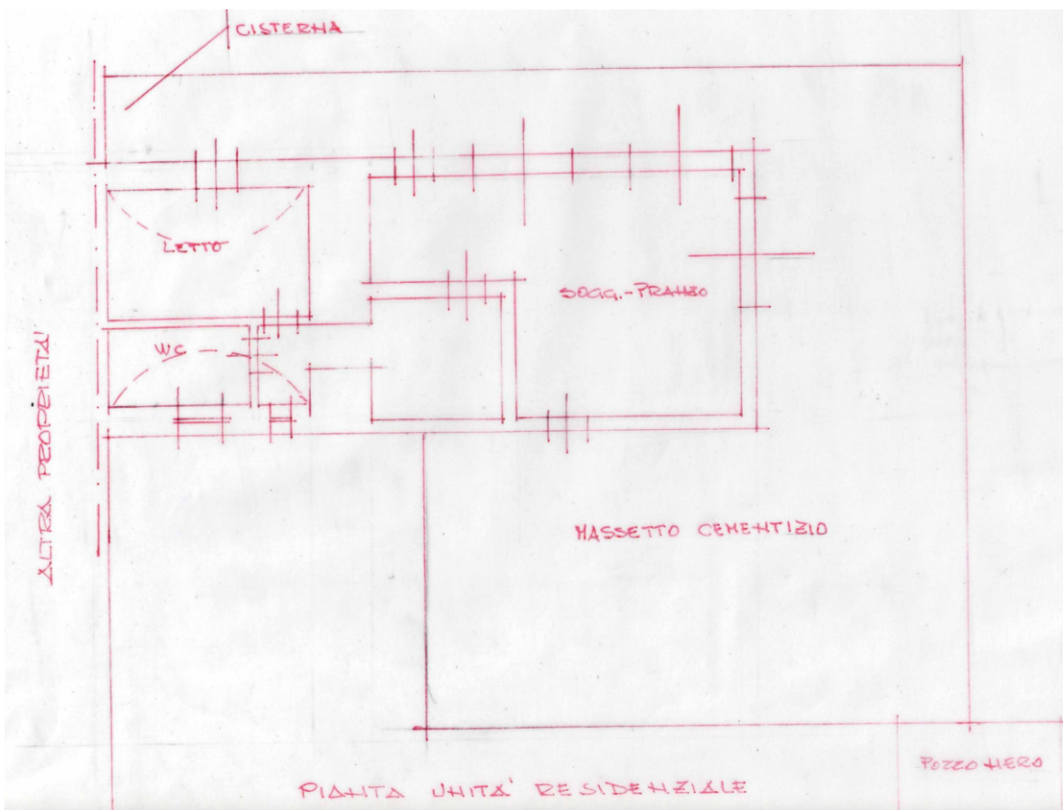 CISTERNA
LETTO
SOGG.-PRANZO
WC
ALTRA PROPRIETA'
MASSETTO CEMENTIZIO
POZZO NERO
PIANTA UNITA' RESIDENZIALE